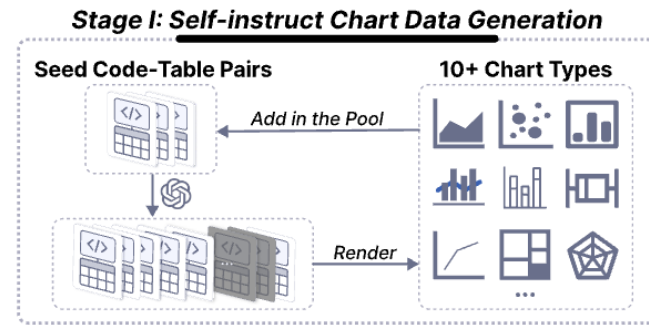 Stage I: Self-instruct Chart Data Generation
Seed Code-Table Pairs
10+ Chart Types
Add in the Pool
</>
Render
</> </> </> </> </> </>
...
...